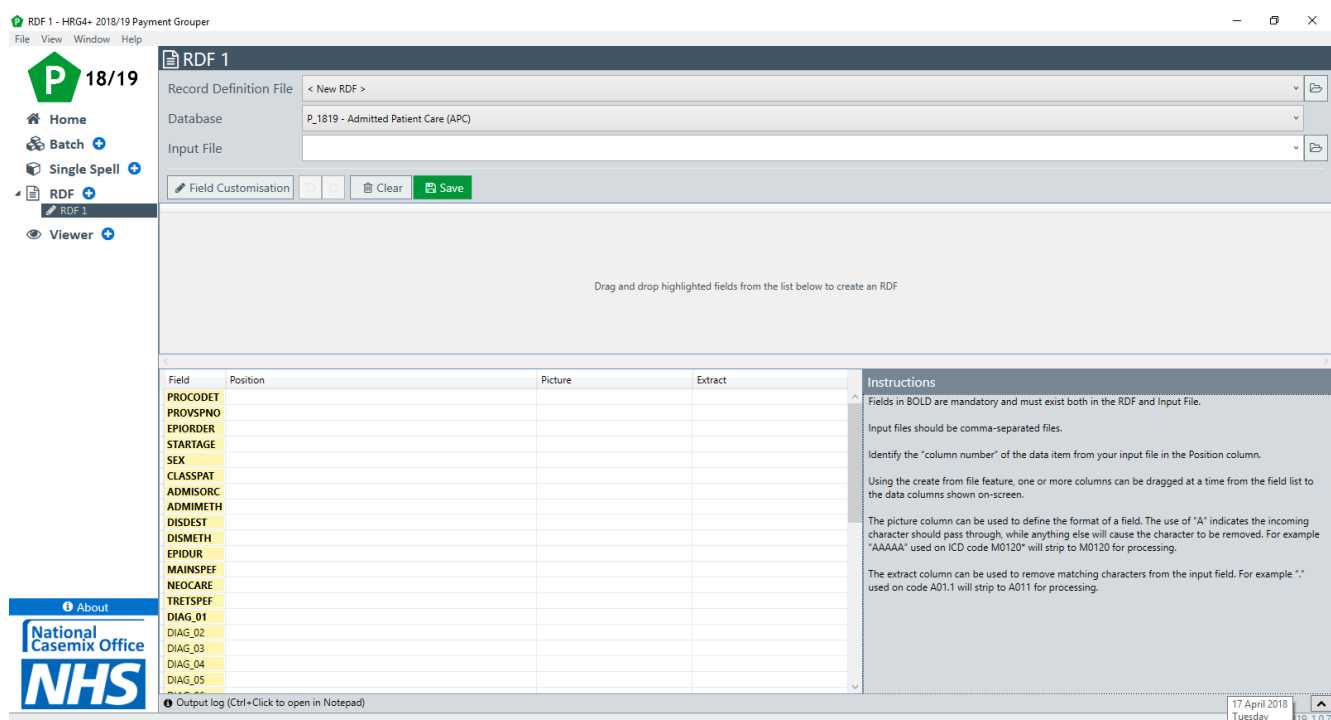 RDF 1 - HRG4+ 2018/19 Payment Grouper
File View Window Help
P 18/19
Home
Batch
Single Spell
RDF
RDF 1
Viewer
About
National
Casemix Office
NHS
RDF 1
Record Definition File < New RDF >
Database P_1819 - Admitted Patient Care (APC)
Input File
Field Customisation Clear Save
Drag and drop highlighted fields from the list below to create an RDF
Field Position Picture Extract
PROCODET
PROVSPNO
EPIORDER
STARTAGE
SEX
CLASSPAT
ADMISORC
ADMIMETH
DISDEST
DISMETH
EPIDUR
MAINSPEF
NEOCARE
TRETSPEF
DIAG_01
DIAG_02
DIAG_03
DIAG_04
DIAG_05
Instructions
Fields in BOLD are mandatory and must exist both in the RDF and Input File.
Input files should be comma-separated files.
Identify the "column number" of the data item from your input file in the Position column.
Using the create from file feature, one or more columns can be dragged at a time from the field list to
the data columns shown on-screen.
The picture column can be used to define the format of a field. The use of "A" indicates the incoming
character should pass through, while anything else will cause the character to be removed. For example
"AAAAA" used on ICD code M0120* will strip to M0120 for processing.
The extract column can be used to remove matching characters from the input field. For example "."
used on code A01.1 will strip to A011 for processing.
Output log (Ctrl+Click to open in Notepad)
17 April 2018
Tuesday